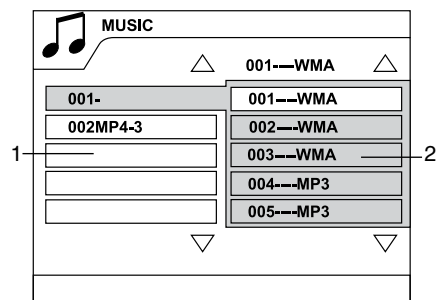 MUSIC
001----WMA
001-
001----WMA
002MP4-3
002----WMA
1
003----WMA
2
004----MP3
005----MP3